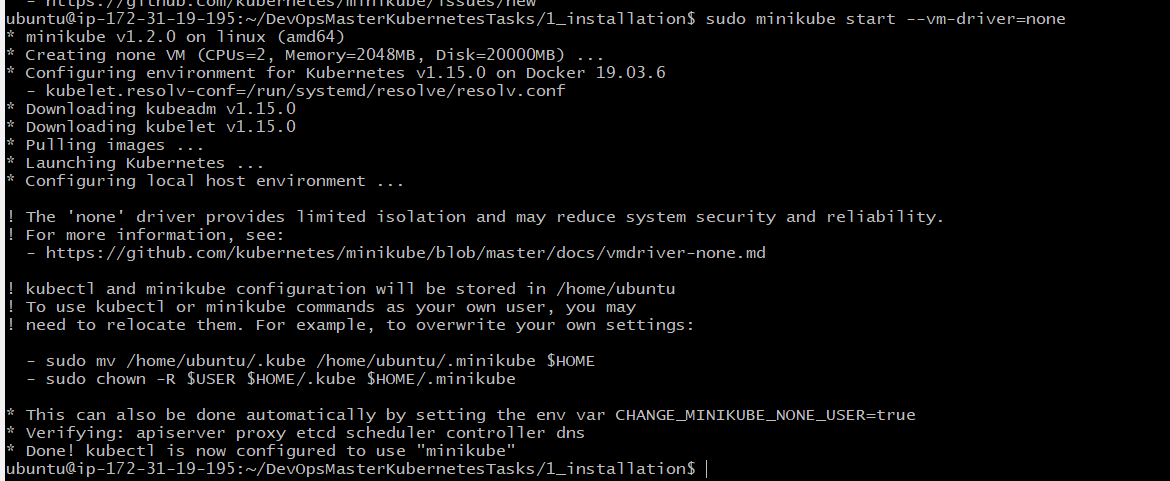 - https://github.com/kubernetes/minikube/issues/new
ubuntu@ip-172-31-19-195:~/DevOpsMasterKubernetesTasks/1_installation$ sudo minikube start --vm-driver=none
* minikube v1.2.0 on linux (amd64)
* Creating none VM (CPUs=2, Memory=2048MB, Disk=20000MB) ...
* Configuring environment for Kubernetes v1.15.0 on Docker 19.03.6
  - kubelet.resolv-conf=/run/systemd/resolve/resolv.conf
* Downloading kubeadm v1.15.0
* Downloading kubelet v1.15.0
* Pulling images ...
* Launching Kubernetes ...
* Configuring local host environment ...
! The 'none' driver provides limited isolation and may reduce system security and reliability.
! For more information, see:
  - https://github.com/kubernetes/minikube/blob/master/docs/vmdriver-none.md
! kubectl and minikube configuration will be stored in /home/ubuntu
! To use kubectl or minikube commands as your own user, you may
! need to relocate them. For example, to overwrite your own settings:
  - sudo mv /home/ubuntu/.kube /home/ubuntu/.minikube $HOME
  - sudo chown -R $USER $HOME/.kube $HOME/.minikube
* This can also be done automatically by setting the env var CHANGE_MINIKUBE_NONE_USER=true
* Verifying: apiserver proxy etcd scheduler controller dns
* Done! kubectl is now configured to use "minikube"
ubuntu@ip-172-31-19-195:~/DevOpsMasterKubernetesTasks/1_installation$